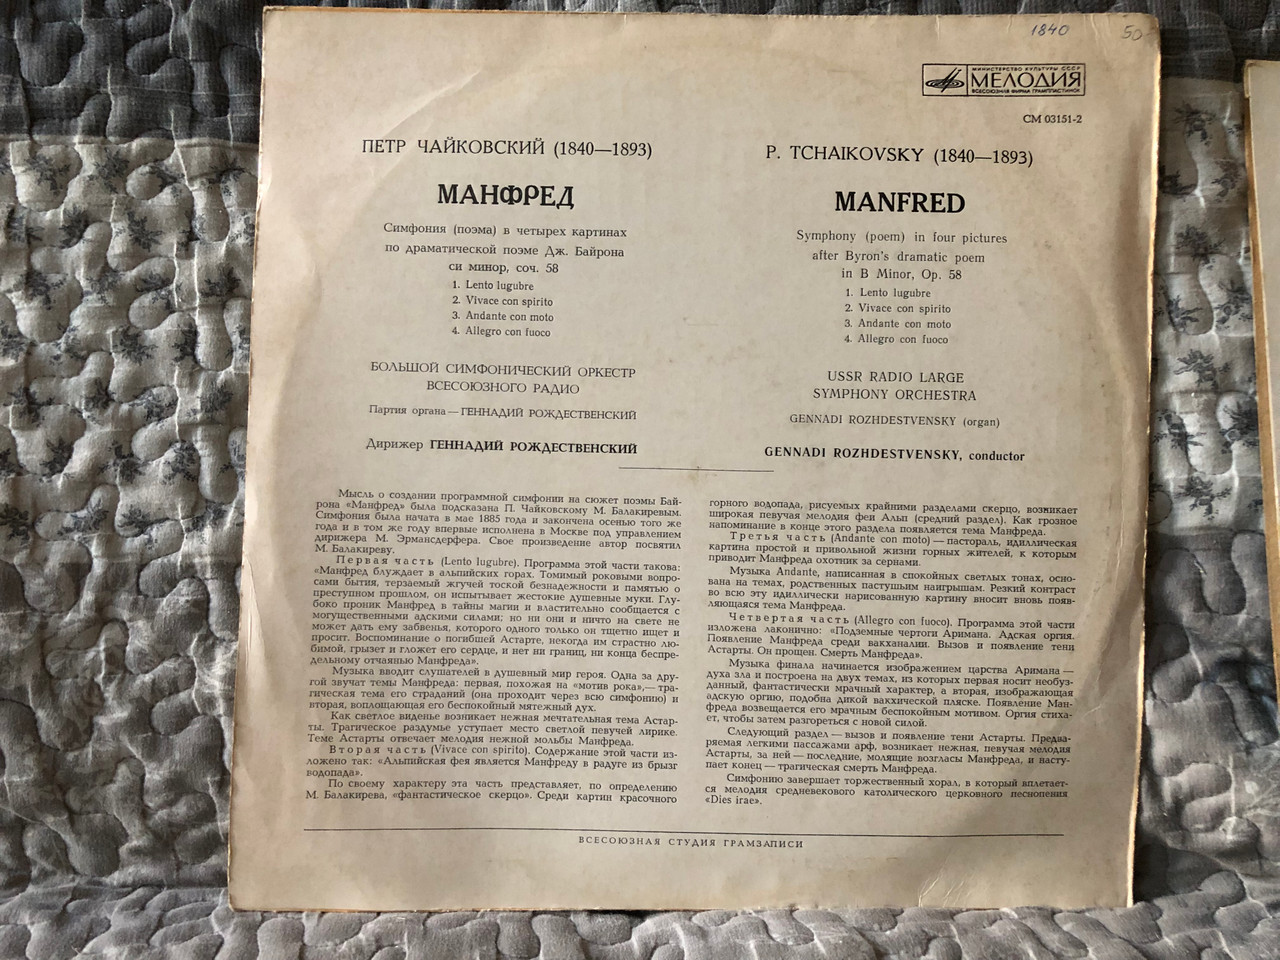 1840 50-
МИНИСТЕРСТВО КУЛЬТУРЫ СССР
МЕЛОДИЯ
ВСЕСОЮЗНАЯ ФИРМА ГРАМПЛАСТИНОК
СМ 03151-2
ПЕТР ЧАЙКОВСКИЙ (1840—1893)
МАНФРЕД
Симфония (поэма) в четырех картинах
по драматической поэме Дж. Байрона
си минор, соч. 58
1. Lento lugubre
2. Vivace con spirito
3. Andante con moto
4. Allegro con fuoco
БОЛЬШОЙ СИМФОНИЧЕСКИЙ ОРКЕСТР
ВСЕСОЮЗНОГО РАДИО
Партия органа — ГЕННАДИЙ РОЖДЕСТВЕНСКИЙ
Дирижер ГЕННАДИЙ РОЖДЕСТВЕНСКИЙ
P. TCHAIKOVSKY (1840—1893)
MANFRED
Symphony (poem) in four pictures
after Byron's dramatic poem
in B Minor, Op. 58
1. Lento lugubre
2. Vivace con spirito
3. Andante con moto
4. Allegro con fuoco
USSR RADIO LARGE
SYMPHONY ORCHESTRA
GENNADI ROZHDESTVENSKY (organ)
GENNADI ROZHDESTVENSKY, conductor
Мысль о создании программной симфонии на сюжет поэмы Бай-
рона «Манфред» была подсказана П. Чайковскому М. Балакиревым.
Симфония была начата в мае 1885 года и закончена осенью того же
года и в том же году впервые исполнена в Москве под управлением
дирижера М. Эрмансдерфера. Свое произведение автор посвятил
М. Балакиреву.
Первая часть (Lento lugubre). Программа этой части такова:
«Манфред блуждает в альпийских горах. Томимый роковыми вопро-
сами бытия, терзаемый жгучей тоской безнадежности и памятью о
преступном прошлом, он испытывает жестокие душевные муки. Глу-
боко проник Манфред в тайны магии и властительно сообщается с
могущественными адскими силами; но ни они и ничто на свете не
может дать ему забвенья, которого одного только он тщетно ищет и
просит. Воспоминание о погибшей Астарте, некогда им страстно лю-
бимой, грызет и гложет его сердце, и нет ни границ, ни конца беспре-
дельному отчаянью Манфреда».
Музыка вводит слушателей в душевный мир героя. Одна за дру-
гой звучат темы Манфреда: первая, похожая на «мотив рока»,— тра-
гическая тема его страданий (она проходит через всю симфонию) и
вторая, воплощающая его беспокойный мятежный дух.
Как светлое виденье возникает нежная мечтательная тема Астар-
ты. Трагическое раздумье уступает место светлой певучей лирике.
Теме Астарты отвечает мелодия нежной мольбы Манфреда.
Вторая часть (Vivace con spirito). Содержание этой части из-
ложено так: «Альпийская фея является Манфреду в радуге из брызг
водопада».
По своему характеру эта часть представляет, по определению
М. Балакирева, «фантастическое скерцо». Среди картин красочного
горного водопада, рисуемых крайними разделами скерцо, возникает
широкая певучая мелодия феи Альп (средний раздел). Как грозное
напоминание в конце этого раздела появляется тема Манфреда.
Третья часть (Andante con moto) — пастораль, идиллическая
картина простой и привольной жизни горных жителей, к которым
приводит Манфреда охотник за сернами.
Музыка Andante, написанная в спокойных светлых тонах, осно-
вана на темах, родственных пастушьим наигрышам. Резкий контраст
во всю эту идиллически нарисованную картину вносит вновь появ-
ляющаяся тема Манфреда.
Четвертая часть (Allegro con fuoco). Программа этой части
изложена лаконично: «Подземные чертоги Аримана. Адская оргия.
Появление Манфреда среди вакханалии. Вызов и появление тени
Астарты. Он прощен. Смерть Манфреда».
Музыка финала начинается изображением царства Аримана —
духа зла и построена на двух темах, из которых первая носит необуз-
данный, фантастически мрачный характер, а вторая, изображающая
адскую оргию, подобна дикой вакхической пляске. Появление Ман-
фреда возвещается его мрачным беспокойным мотивом. Оргия стиха-
ет, чтобы затем разгореться с новой силой.
Следующий раздел — вызов и появление тени Астарты. Предва-
ряемая легкими пассажами арф, возникает нежная, певучая мелодия
Астарты, за ней — последние, молящие возгласы Манфреда, и насту-
пает конец — трагическая смерть Манфреда.
Симфонию завершает торжественный хорал, в который вплетает-
ся мелодия средневекового католического церковного песнопения
«Dies irae».
ВСЕСОЮЗНАЯ СТУДИЯ ГРАМЗАПИСИ